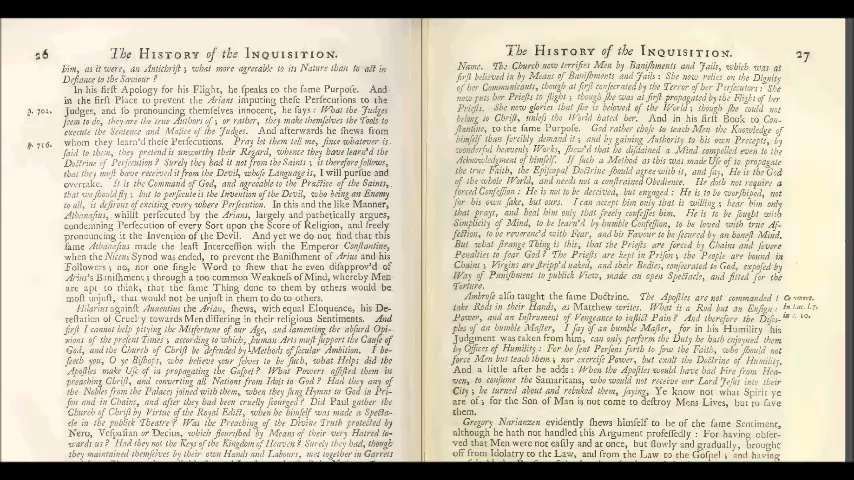 26 The HISTORY of the INQUISITION.
him, as it were, an Antichrist; what more agreeable to its Nature than to act in
Defiance to the Saviour?
In his first Apology for his Flight, he speaks to the same Purpose. And
in the first Place to prevent the Arians imputing these Persecutions to the
p. 702. Judges, and so pronouncing themselves innocent, he says: What the Judges
seem to do, they are the true Authors of; or rather, they make themselves the Tools to
execute the Sentence and Malice of the Judges. And afterwards he shews from
p. 716. whom they learn'd these Persecutions. Pray let them tell me, since whatever is
said to them, they pretend is unworthy their Regard, whence they have learn'd the
Doctrine of Persecution? Surely they had it not from the Saints; it therefore follows,
that they must have received it from the Devil, whose Language is, I will pursue and
overtake. It is the Command of God, and agreeable to the Practice of the Saints,
that we should fly; but to persecute is the Invention of the Devil, who being an Enemy
to all, is desirous of exciting every where Persecution. In this and the like Manner,
Athanasius, whilst persecuted by the Arians, largely and pathetically argues,
condemning Persecution of every Sort upon the Score of Religion, and freely
pronouncing it the Invention of the Devil. And yet we do not find that this
same Athanasius made the least Intercession with the Emperor Constantine,
when the Nicene Synod was ended, to prevent the Banishment of Arius and his
Followers; no, nor one single Word to shew that he even disapprov'd of
Arius's Banishment; through a too common Weakness of Mind, whereby Men
are apt to think, that the same Thing done to them by others would be
most unjust, that would not be unjust in them to do to others.
Hilarius against Auxentius the Arian, shews, with equal Eloquence, his De-
testation of Cruelty towards Men differing in their religious Sentiments. And
first I cannot help pitying the Misfortune of our Age, and lamenting the absurd Opi-
nions of the present Times; according to which, human Arts must support the Cause of
God, and the Church of Christ be defended by Methods of secular Ambition. I be-
seech you, O ye Bishops, who believe your selves to be such, what Helps did the
Apostles make Use of in propagating the Gospel? What Powers assisted them in
preaching Christ, and converting all Nations from Idols to God? Had they any of
the Nobles from the Palaces joined with them, when they sung Hymns to God in Pri-
son and in Chains, and after they had been cruelly scourged? Did Paul gather the
Church of Christ by Virtue of the Royal Edict, when he himself was made a Specta-
cle in the publick Theatre? Was the Preaching of the Divine Truth protected by
Nero, Vespasian or Decius, which flourished by Means of their very Hatred to-
wards us? Had they not the Keys of the Kingdom of Heaven? Surely they had, though
they maintained themselves by their own Hands and Labours, met together in Garrets
The HISTORY of the INQUISITION. 27
Name. The Church now terrifies Men by Banishments and Jails, which was at
first believed in by Means of Banishments and Jails: She now relies on the Dignity
of her Communicants, though at first consecrated by the Terror of her Persecutors: She
now puts her Priests to flight; though she was at first propagated by the Flight of her
Priests. She now glories that she is beloved of the World; though she could not
belong to Christ, unless the World hated her. And in his first Book to Con-
stantine, to the same Purpose. God rather chose to teach Men the Knowledge of
himself than forcibly demand it; and by gaining Authority to his own Precepts, by
wonderful heavenly Works, shew'd that he disdained a Mind compelled even to the
Acknowledgment of himself. If such a Method as this was made Use of to propagate
the true Faith, the Episcopal Doctrine should agree with it, and say, He is the God
of the whole World, and needs not a constrained Obedience. He doth not require a
forced Confession: He is not to be deceived, but engaged: He is to be worshiped, not
for his own sake, but ours. I can accept him only that is willing; hear him only
that prays, and heal him only that freely confesses him. He is to be sought with
Simplicity of Mind, to be learn'd by humble Confession, to be loved with true Af-
fection, to be reverenc'd with Fear, and his Favour to be secured by an honest Mind.
But what strange Thing is this, that the Priests are forced by Chains and severe
Penalties to fear God? The Priests are kept in Prison; the People are bound in
Chains; Virgins are stripp'd naked, and their Bodies, consecrated to God, exposed by
Way of Punishment to publick View, made an open Spectacle, and fitted for the
Torture.
Ambrose also taught the same Doctrine. The Apostles are not commanded to
take Rods in their Hands, as Matthew writes. What is a Rod but an Ensign of in Luc. l. 7.
Power, and an Instrument of Vengeance to inflict Pain? And therefore the Disci- c. 10.
ples of an humble Master, I say of an humble Master, for in his Humility his
Judgment was taken from him, can only perform the Duty he hath enjoyned them
by Offices of Humility: For he sent Persons forth to sow the Faith, who should not
force Men but teach them; nor exercise Power, but exalt the Doctrine of Humility.
And a little after he adds: When the Apostles would have had Fire from Hea-
ven, to consume the Samaritans, who would not receive our Lord Jesus into their
City; he turned about and rebuked them, saying, Ye know not what Spirit ye
are of; for the Son of Man is not come to destroy Mens Lives, but to save
them.
Gregory Nazianzen evidently shews himself to be of the same Sentiment,
although he hath not handled this Argument professedly: For having obser-
ved that Men were not easily and at once, but slowly and gradually, brought
off from Idolatry to the Law, and from the Law to the Gospel; and having